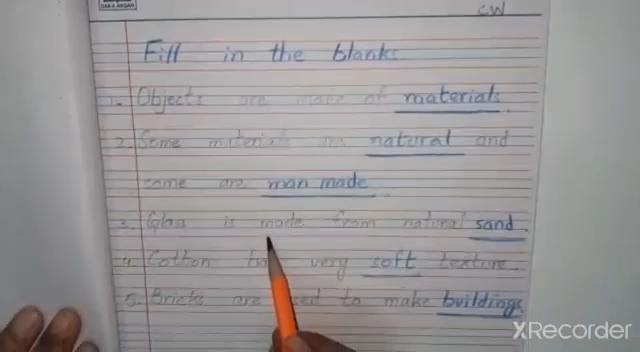 CW
Fill in the blanks
1. Objects are made of materials.
2. Some materials are natural and
some are man made.
3. Glass is made from natural sand.
4. Cotton has very soft texture.
5. Bricks are used to make buildings.
XRecorder